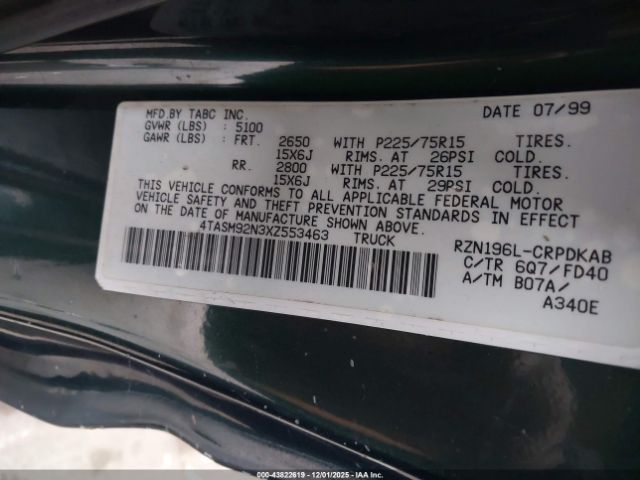 MFD.BY TABC INC. DATE 07/99
GVWR (LBS) : 5100
GAWR (LBS) : FRT. 2650 WITH P225/75R15 TIRES.
15X6J RIMS. AT 26PSI COLD.
RR. 2800 WITH P225/75R15 TIRES.
15X6J RIMS. AT 29PSI COLD.
THIS VEHICLE CONFORMS TO ALL APPLICABLE FEDERAL MOTOR
VEHICLE SAFETY AND THEFT PREVENTION STANDARDS IN EFFECT
ON THE DATE OF MANUFACTURE SHOWN ABOVE.
4TASM92N3XZ553463 TRUCK
RZN196L-CRPDKAB
C/TR 6Q7/FD40
A/TM B07A/
A340E
000-43822619 | 12/01/2025 - IAAI.COM